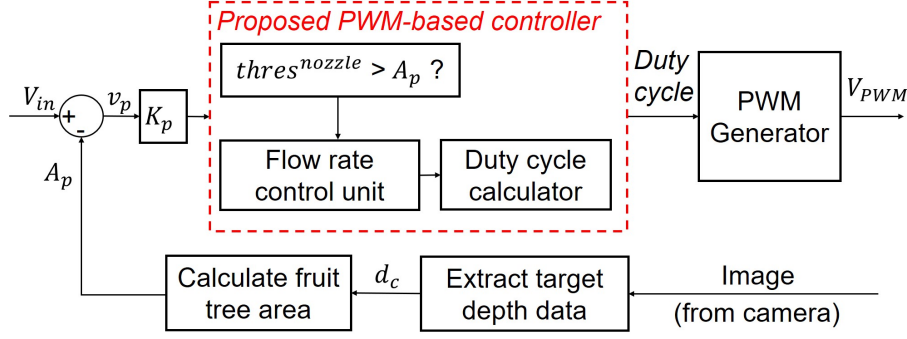 Proposed PWM-based controller
thres^nozzle > A_p ?
Duty
cycle
V_in
+
-
v_p
K_p
PWM
Generator
V_PWM
A_p
Flow rate
control unit
Duty cycle
calculator
Calculate fruit
tree area
d_c
Extract target
depth data
Image
(from camera)